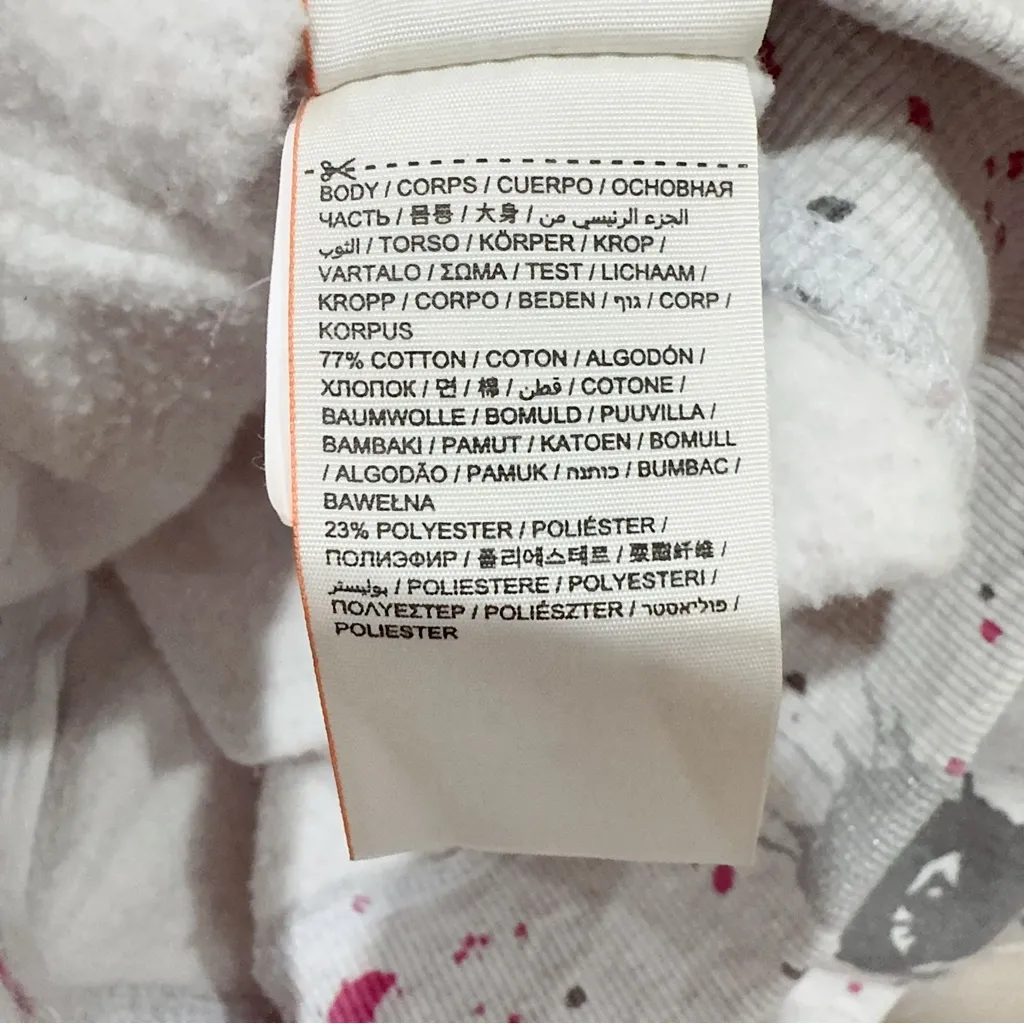 BODY / CORPS / CUERPO / ОСНОВНАЯ
ЧАСТЬ / 몸통 / 大身 / الجزء الرئيسي من
الثوب / TORSO / KÖRPER / KROP /
VARTALO / ΣΩΜΑ / TEST / LICHAAM /
KROPP / CORPO / BEDEN / גוף / CORP /
KORPUS
77% COTTON / COTON / ALGODÓN /
ХЛОПОК / 면 / 棉 / قطن / COTONE /
BAUMWOLLE / BOMULD / PUUVILLA /
BAMBAKI / PAMUT / KATOEN / BOMULL
/ ALGODÃO / PAMUK / כותנה / BUMBAC /
BAWEŁNA
23% POLYESTER / POLIÉSTER /
ПОЛИЭФИР / 폴리에스테르 / 聚酯纤维 /
بوليستر / POLIESTERE / POLYESTERI /
ΠΟΛΥΕΣΤΕΡ / POLIÉSZTER / פוליאסטר /
POLIESTER